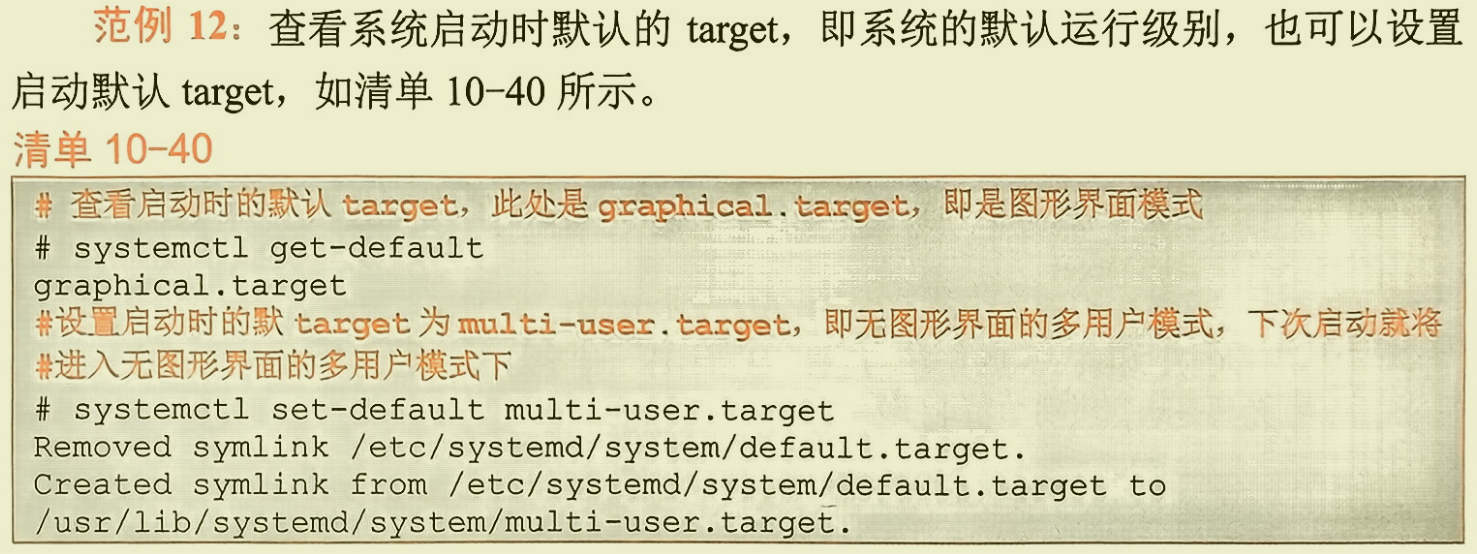 范例 12：查看系统启动时默认的 target，即系统的默认运行级别，也可以设置
启动默认 target，如清单 10-40 所示。
清单 10-40
# 查看启动时的默认 target，此处是 graphical.target，即是图形界面模式
# systemctl get-default
graphical.target
#设置启动时的默 target 为 multi-user.target，即无图形界面的多用户模式，下次启动就将
#进入无图形界面的多用户模式下
# systemctl set-default multi-user.target
Removed symlink /etc/systemd/system/default.target.
Created symlink from /etc/systemd/system/default.target to
/usr/lib/systemd/system/multi-user.target.